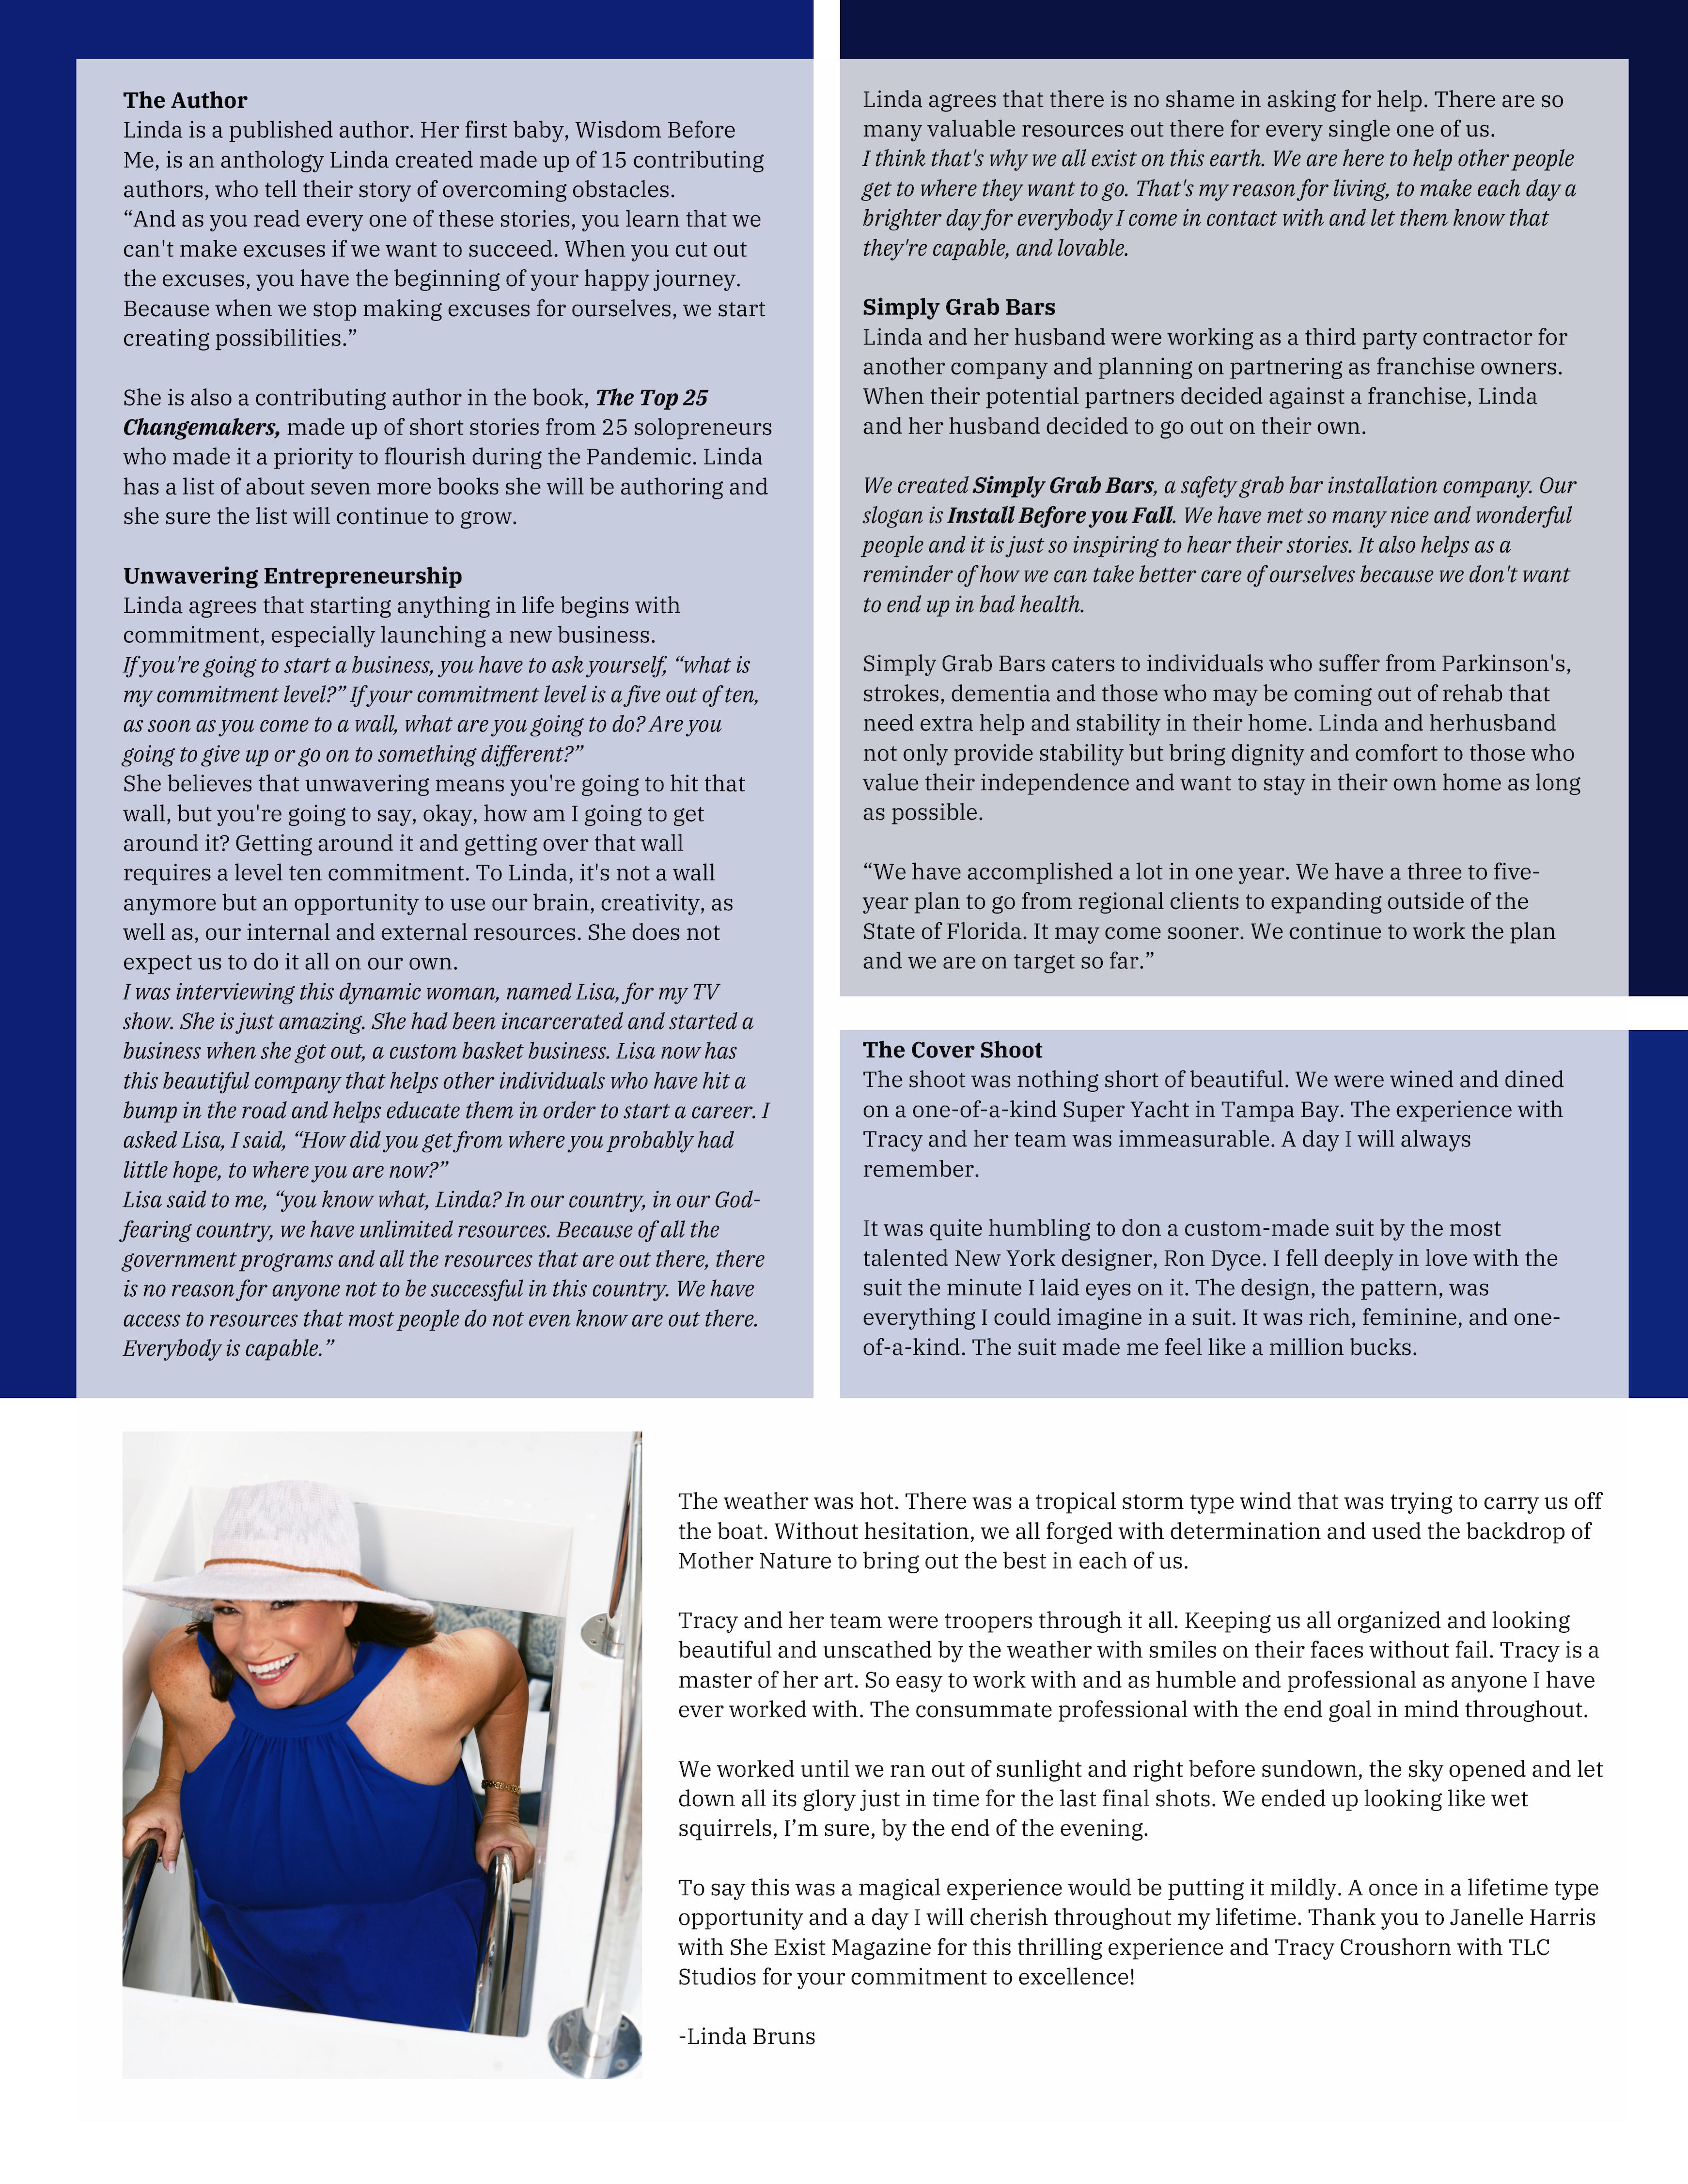 The Author
Linda is a published author. Her first baby, Wisdom Before
Me, is an anthology Linda created made up of 15 contributing
authors, who tell their story of overcoming obstacles.
“And as you read every one of these stories, you learn that we
can't make excuses if we want to succeed. When you cut out
the excuses, you have the beginning of your happy journey.
Because when we stop making excuses for ourselves, we start
creating possibilities.”
She is also a contributing author in the book, The Top 25
Changemakers, made up of short stories from 25 solopreneurs
who made it a priority to flourish during the Pandemic. Linda
has a list of about seven more books she will be authoring and
she sure the list will continue to grow.
Unwavering Entrepreneurship
Linda agrees that starting anything in life begins with
commitment, especially launching a new business.
If you're going to start a business, you have to ask yourself, “what is
my commitment level?” If your commitment level is a five out of ten,
as soon as you come to a wall, what are you going to do? Are you
going to give up or go on to something different?”
She believes that unwavering means you're going to hit that
wall, but you're going to say, okay, how am I going to get
around it? Getting around it and getting over that wall
requires a level ten commitment. To Linda, it's not a wall
anymore but an opportunity to use our brain, creativity, as
well as, our internal and external resources. She does not
expect us to do it all on our own.
I was interviewing this dynamic woman, named Lisa, for my TV
show. She is just amazing. She had been incarcerated and started a
business when she got out, a custom basket business. Lisa now has
this beautiful company that helps other individuals who have hit a
bump in the road and helps educate them in order to start a career. I
asked Lisa, I said, “How did you get from where you probably had
little hope, to where you are now?”
Lisa said to me, “you know what, Linda? In our country, in our God-
fearing country, we have unlimited resources. Because of all the
government programs and all the resources that are out there, there
is no reason for anyone not to be successful in this country. We have
access to resources that most people do not even know are out there.
Everybody is capable.”
Linda agrees that there is no shame in asking for help. There are so
many valuable resources out there for every single one of us.
I think that's why we all exist on this earth. We are here to help other people
get to where they want to go. That's my reason for living, to make each day a
brighter day for everybody I come in contact with and let them know that
they're capable, and lovable.
Simply Grab Bars
Linda and her husband were working as a third party contractor for
another company and planning on partnering as franchise owners.
When their potential partners decided against a franchise, Linda
and her husband decided to go out on their own.
We created Simply Grab Bars, a safety grab bar installation company. Our
slogan is Install Before you Fall. We have met so many nice and wonderful
people and it is just so inspiring to hear their stories. It also helps as a
reminder of how we can take better care of ourselves because we don't want
to end up in bad health.
Simply Grab Bars caters to individuals who suffer from Parkinson's,
strokes, dementia and those who may be coming out of rehab that
need extra help and stability in their home. Linda and herhusband
not only provide stability but bring dignity and comfort to those who
value their independence and want to stay in their own home as long
as possible.
“We have accomplished a lot in one year. We have a three to five-
year plan to go from regional clients to expanding outside of the
State of Florida. It may come sooner. We continue to work the plan
and we are on target so far.”
The Cover Shoot
The shoot was nothing short of beautiful. We were wined and dined
on a one-of-a-kind Super Yacht in Tampa Bay. The experience with
Tracy and her team was immeasurable. A day I will always
remember.
It was quite humbling to don a custom-made suit by the most
talented New York designer, Ron Dyce. I fell deeply in love with the
suit the minute I laid eyes on it. The design, the pattern, was
everything I could imagine in a suit. It was rich, feminine, and one-
of-a-kind. The suit made me feel like a million bucks.
The weather was hot. There was a tropical storm type wind that was trying to carry us off
the boat. Without hesitation, we all forged with determination and used the backdrop of
Mother Nature to bring out the best in each of us.
Tracy and her team were troopers through it all. Keeping us all organized and looking
beautiful and unscathed by the weather with smiles on their faces without fail. Tracy is a
master of her art. So easy to work with and as humble and professional as anyone I have
ever worked with. The consummate professional with the end goal in mind throughout.
We worked until we ran out of sunlight and right before sundown, the sky opened and let
down all its glory just in time for the last final shots. We ended up looking like wet
squirrels, I’m sure, by the end of the evening.
To say this was a magical experience would be putting it mildly. A once in a lifetime type
opportunity and a day I will cherish throughout my lifetime. Thank you to Janelle Harris
with She Exist Magazine for this thrilling experience and Tracy Croushorn with TLC
Studios for your commitment to excellence!
-Linda Bruns